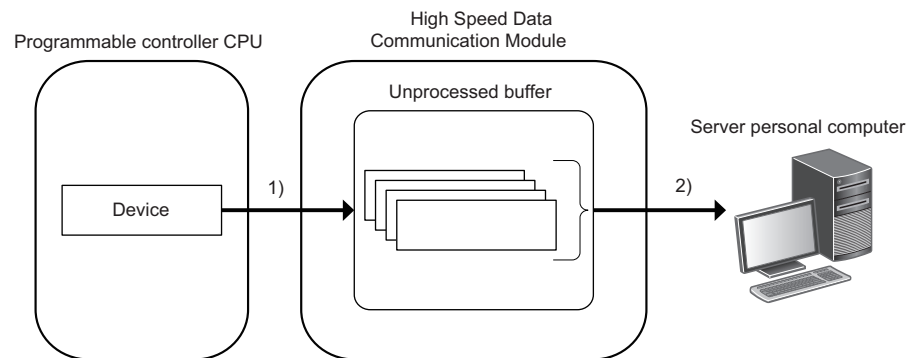 High Speed Data
Communication Module
Programmable controller CPU
Unprocessed buffer
Server personal computer
1)
2)
Device